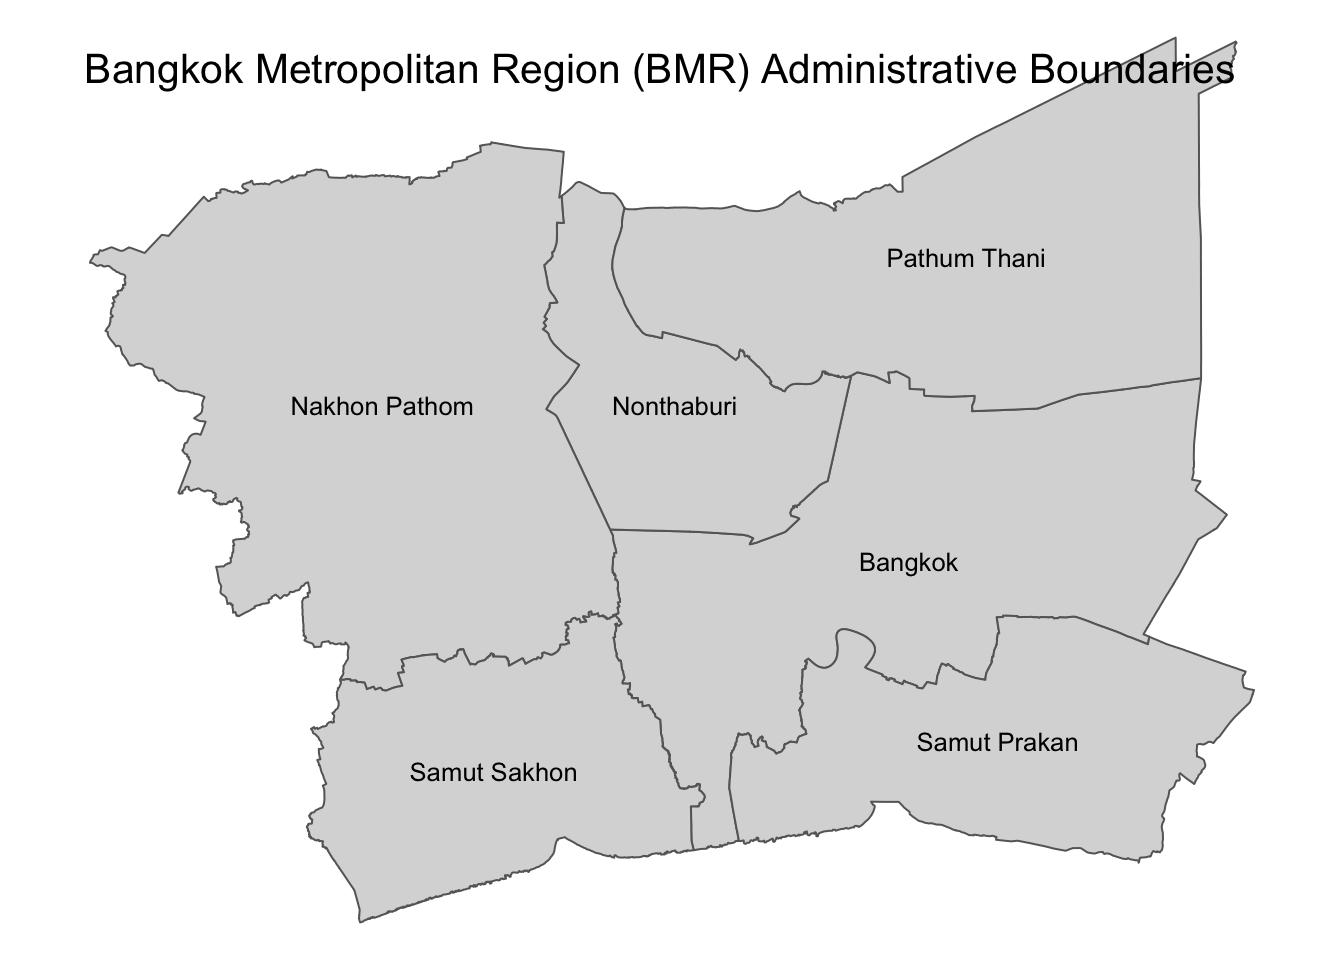 Bangkok Metropolitan Region (BMR) Administrative Boundaries
Pathum Thani
Nakhon Pathom
Nonthaburi
Bangkok
Samut Prakan
Samut Sakhon